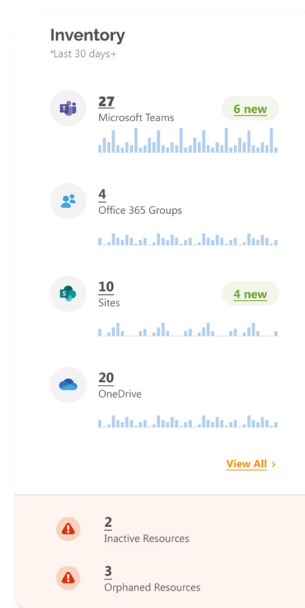 Inventory
*Last 30 days+
27
6 new
Microsoft Teams
4
Office 365 Groups
10
4 new
Sites
20
OneDrive
View All ›
2
Inactive Resources
3
Orphaned Resources